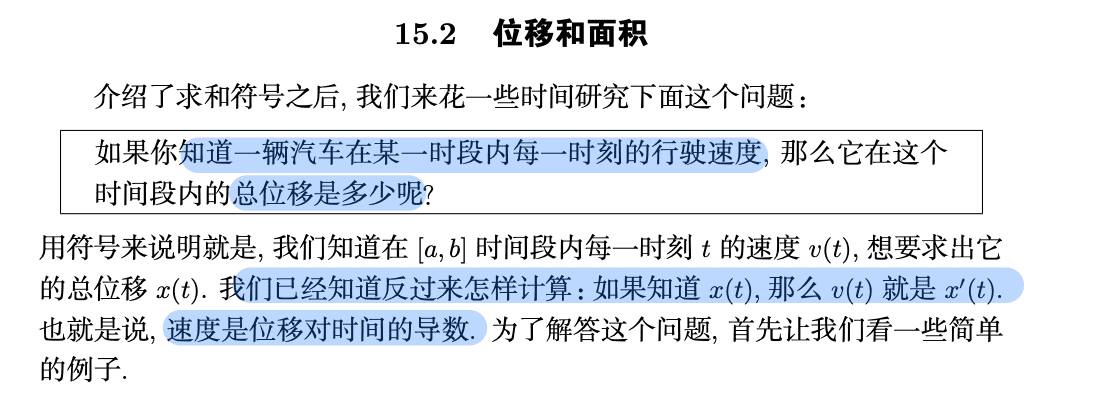 15.2 位移和面积
介绍了求和符号之后, 我们来花一些时间研究下面这个问题:
如果你知道一辆汽车在某一时段内每一时刻的行驶速度, 那么它在这个
时间段内的总位移是多少呢?
用符号来说明就是, 我们知道在 [a, b] 时间段内每一时刻 t 的速度 v(t), 想要求出它
的总位移 x(t). 我们已经知道反过来怎样计算: 如果知道 x(t), 那么 v(t) 就是 x′(t).
也就是说, 速度是位移对时间的导数. 为了解答这个问题, 首先让我们看一些简单
的例子.